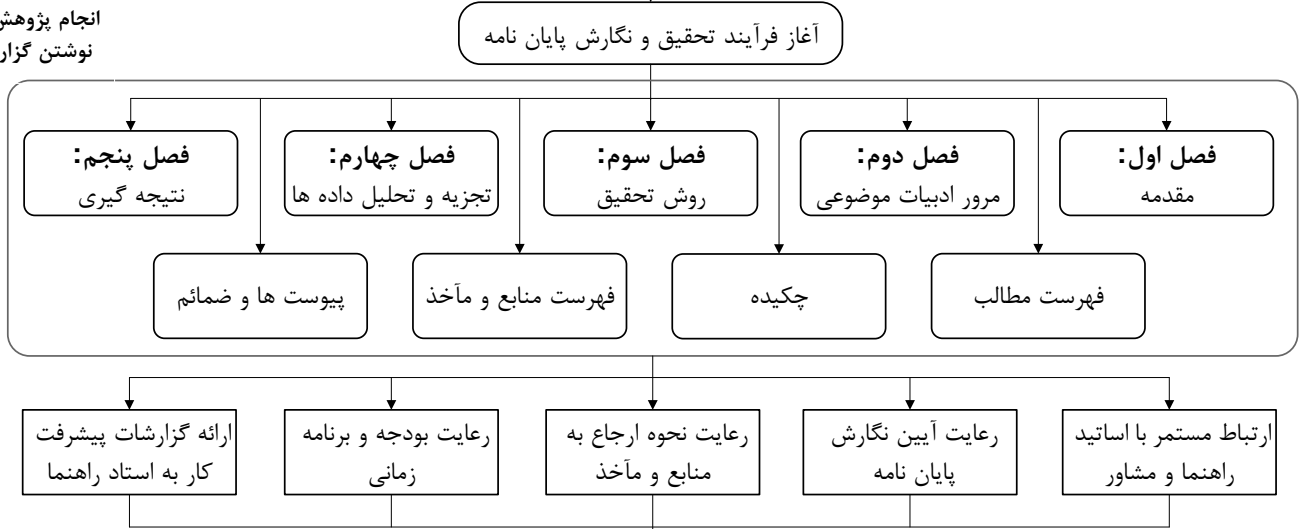 انجام پژوهش
نوشتن گزار
آغاز فرآیند تحقیق و نگارش پایان نامه
فصل اول:
مقدمه
فصل دوم:
مرور ادبیات موضوعی
فصل سوم:
روش تحقیق
فصل چهارم:
تجزیه و تحلیل داده ها
فصل پنجم:
نتیجه گیری
فهرست مطالب
چکیده
فهرست منابع و مآخذ
پیوست ها و ضمائم
ارتباط مستمر با اساتید
راهنما و مشاور
رعایت آیین نگارش
پایان نامه
رعایت نحوه ارجاع به
منابع و مآخذ
رعایت بودجه و برنامه
زمانی
ارائه گزارشات پیشرفت
کار به استاد راهنما